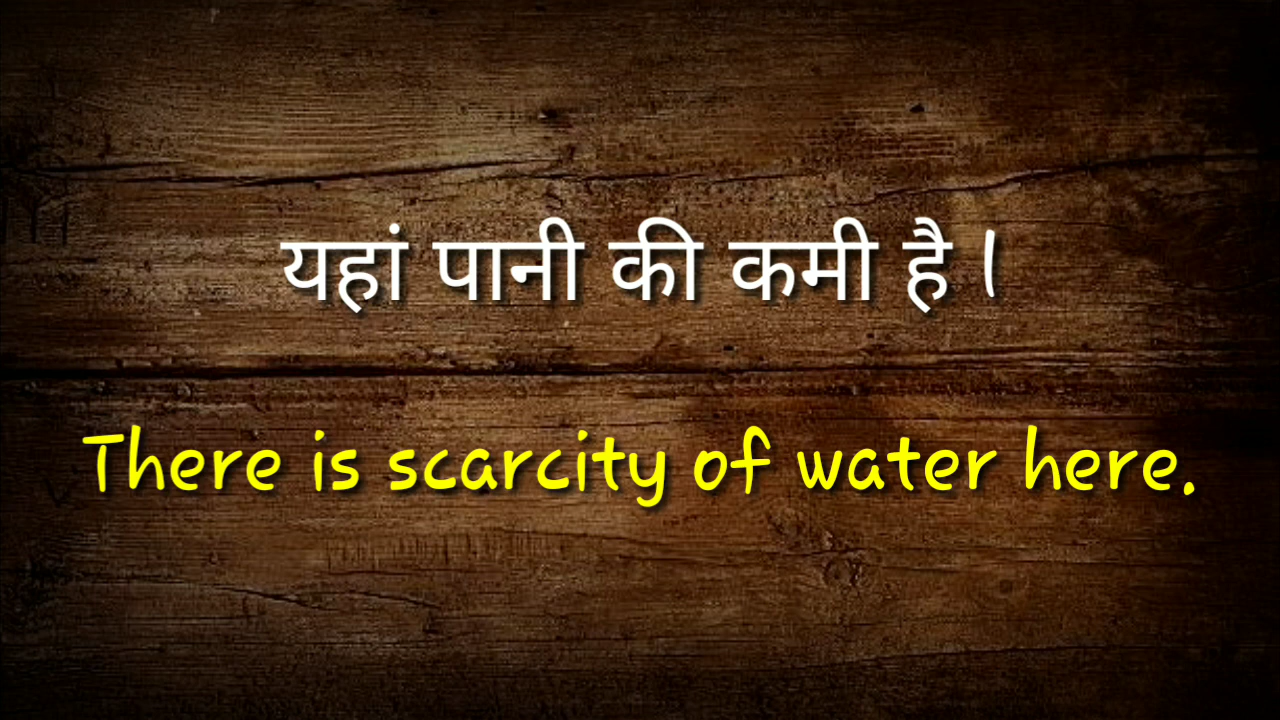 यहां पानी की कमी है ।
There is scarcity of water here.